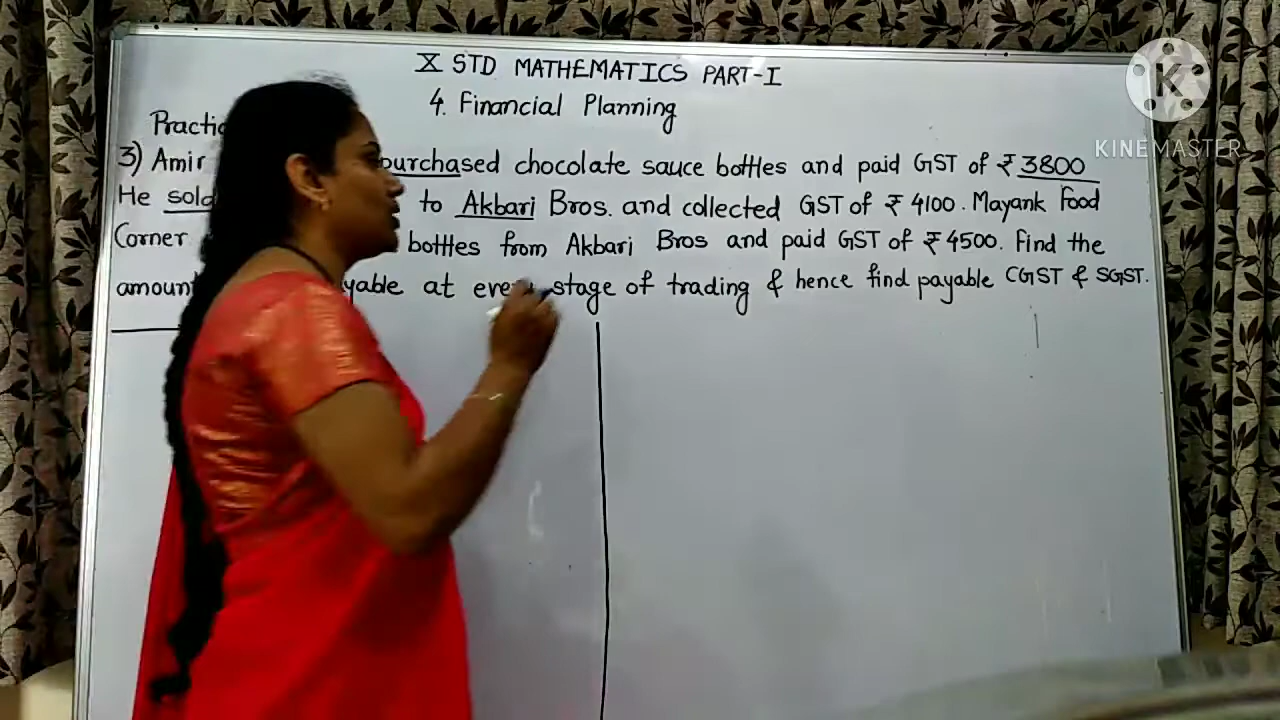 X STD MATHEMATICS PART-I
4. Financial Planning
Practic
3) Amir purchased chocolate sauce bottles and paid GST of ₹ 3800
He sold to Akbari Bros. and collected GST of ₹ 4100. Mayank Food
Corner bottles from Akbari Bros and paid GST of ₹ 4500. Find the
amount yable at every stage of trading & hence find payable CGST & SGST.
K
KINEMASTER